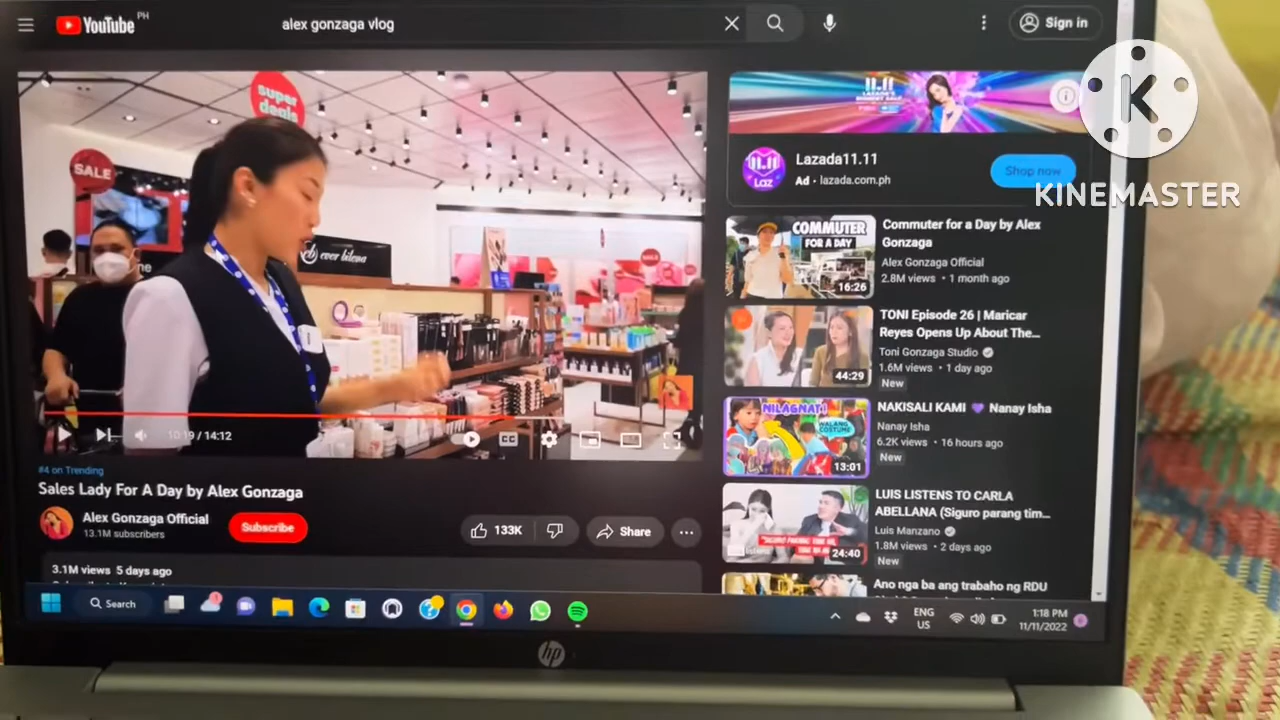 YouTube PH
alex gonzaga vlog
Sign in
super
deals
SALE
ever bilena
10:19 / 14:12
CC
#4 on Trending
Sales Lady For A Day by Alex Gonzaga
Alex Gonzaga Official
13.1M subscribers
Subscribe
133K
Share
3.1M views 5 days ago
11.11
Lazada11.11
Ad • lazada.com.ph
Shop now
K
KINEMASTER
COMMUTER
FOR A DAY
16:26
Commuter for a Day by Alex
Gonzaga
Alex Gonzaga Official
2.8M views • 1 month ago
44:29
TONI Episode 26 | Maricar
Reyes Opens Up About The...
Toni Gonzaga Studio
1.6M views • 1 day ago
New
NILAGNAT!
WALANG
COSTUME
13:01
NAKISALI KAMI 💜 Nanay Isha
Nanay Isha
6.2K views • 16 hours ago
New
24:40
LUIS LISTENS TO CARLA
ABELLANA (Siguro parang tim...
Luis Manzano
1.8M views • 2 days ago
New
Ano nga ba ang trabaho ng RDU
Search
ENG
US
1:18 PM
11/11/2022
hp